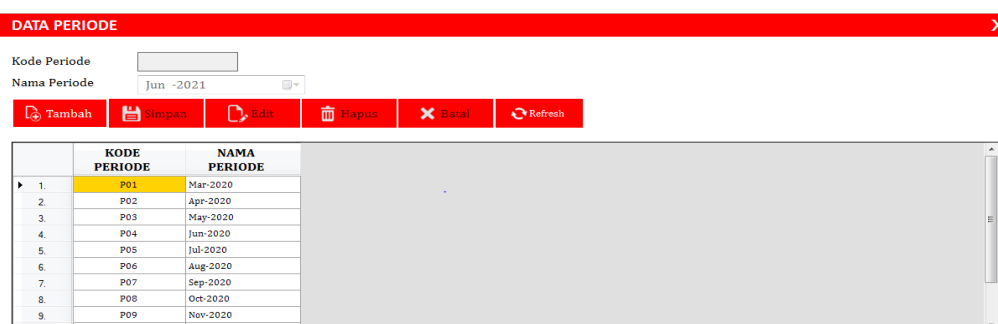 DATA PERIODE X
Kode Periode
Nama Periode Jun -2021
Tambah Simpan Edit Hapus Batal Refresh
KODE PERIODE NAMA PERIODE
1. P01 Mar-2020
2. P02 Apr-2020
3. P03 May-2020
4. P04 Jun-2020
5. P05 Jul-2020
6. P06 Aug-2020
7. P07 Sep-2020
8. P08 Oct-2020
9. P09 Nov-2020